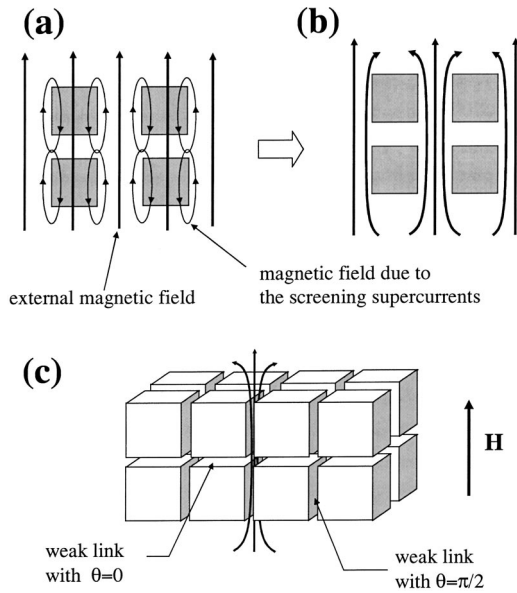 (a)
(b)
external magnetic field
magnetic field due to
the screening supercurrents
(c)
H
weak link
with θ=0
weak link
with θ=π/2